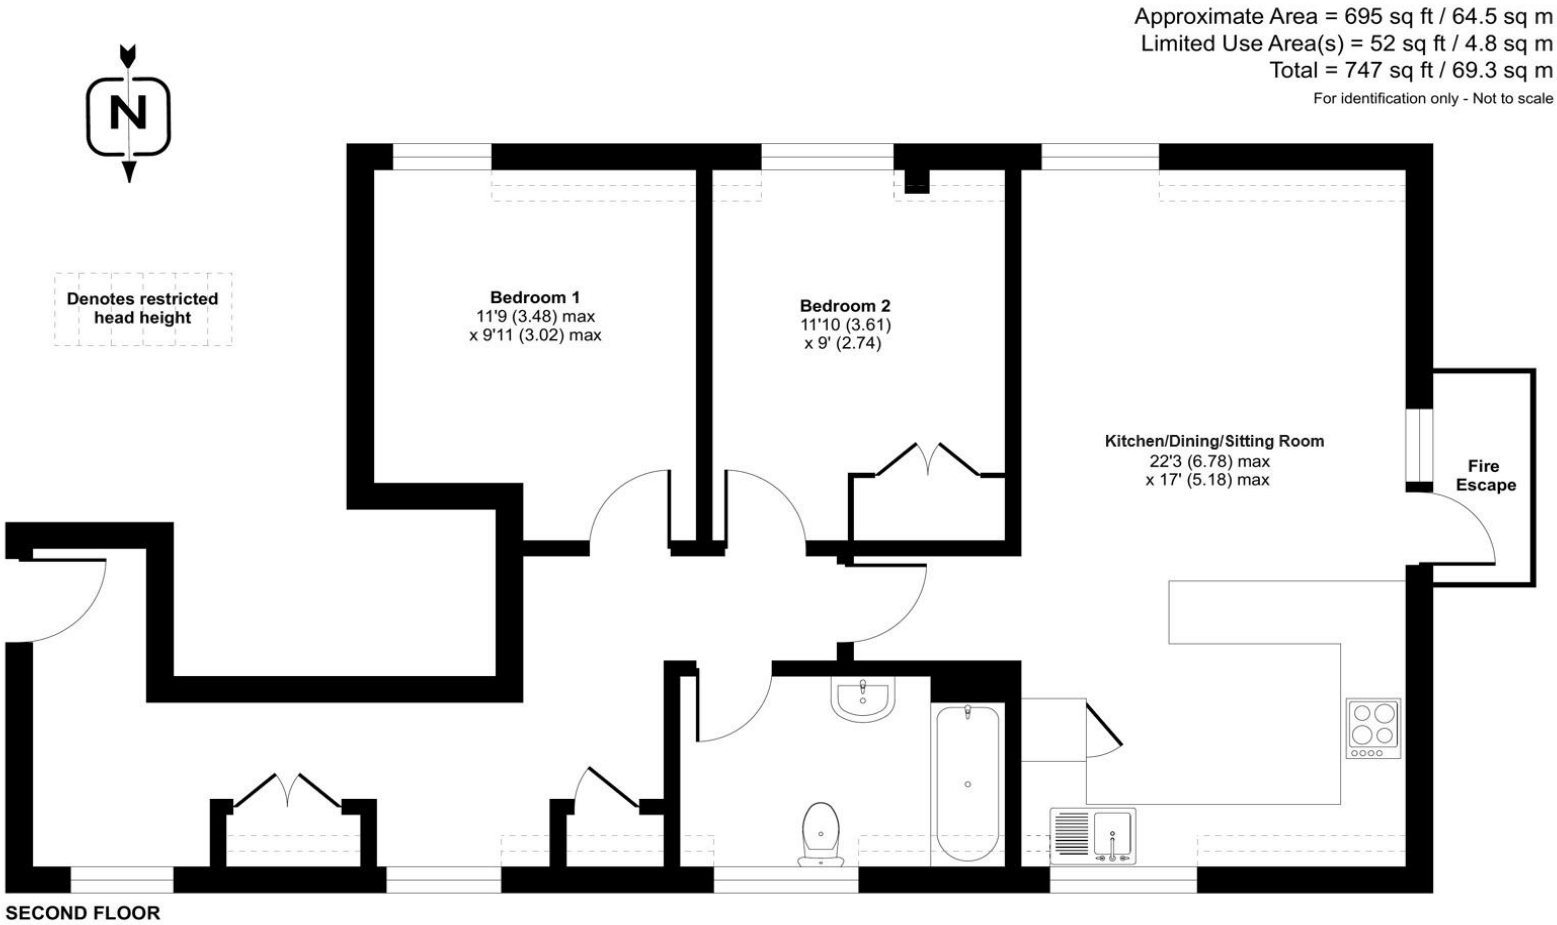 Approximate Area = 695 sq ft / 64.5 sq m
Limited Use Area(s) = 52 sq ft / 4.8 sq m
Total = 747 sq ft / 69.3 sq m
For identification only - Not to scale
N
Denotes restricted
head height
Bedroom 1
11'9 (3.48) max
x 9'11 (3.02) max
Bedroom 2
11'10 (3.61)
x 9' (2.74)
Kitchen/Dining/Sitting Room
22'3 (6.78) max
x 17' (5.18) max
Fire
Escape
SECOND FLOOR